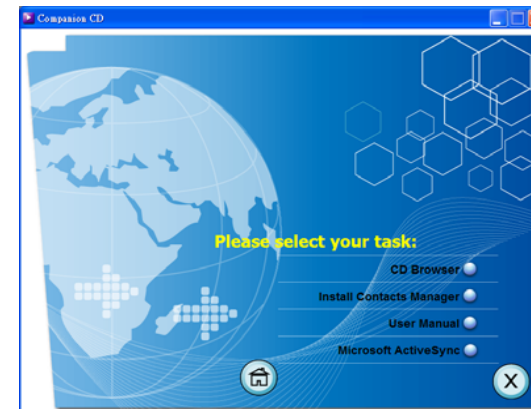 Companion CD
Please select your task:
CD Browser
Install Contacts Manager
User Manual
Microsoft ActiveSync
X